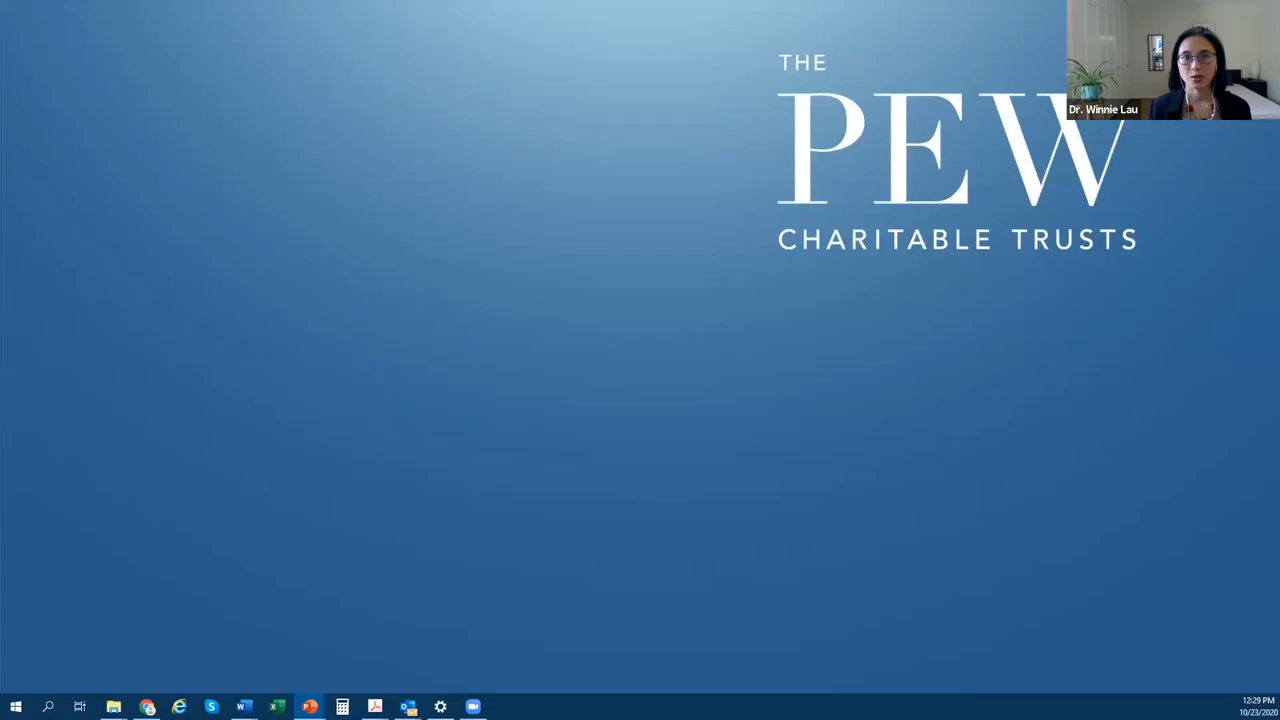 THE
PEW
CHARITABLE TRUSTS
Dr. Winnie Lau
12:29 PM
10/23/2020